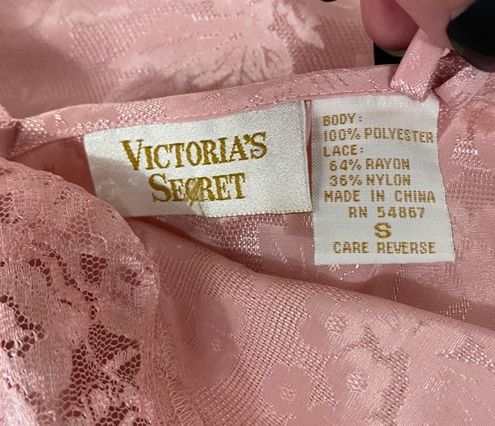 VICTORIA'S
SECRET
BODY:
100% POLYESTER
LACE:
64% RAYON
36% NYLON
MADE IN CHINA
RN 54867
S
CARE REVERSE